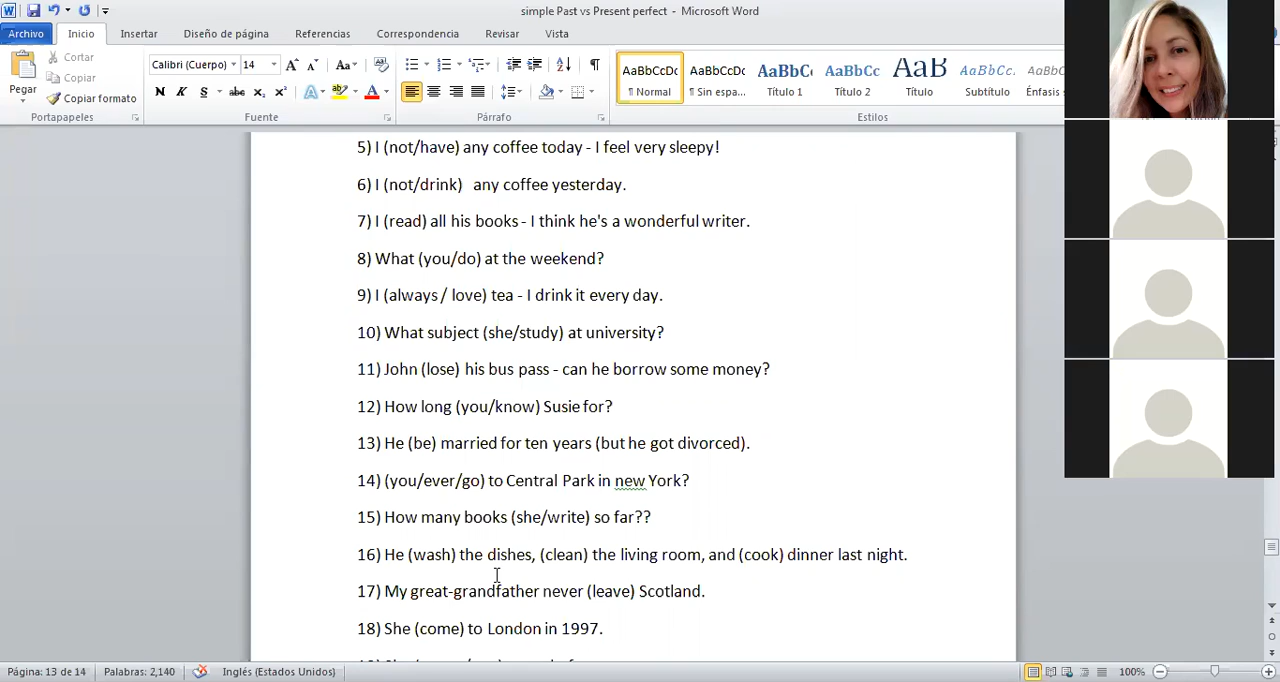 simple Past vs Present perfect - Microsoft Word
Archivo Inicio Insertar Diseño de página Referencias Correspondencia Revisar Vista
Cortar
Copiar
Copiar formato
Pegar
Portapapeles
Calibri (Cuerpo) 14
Fuente
Párrafo
AaBbCcDc AaBbCcDc AaBbC AaBbCc AaB AaBbCc. AaBbCc
¶ Normal ¶ Sin espa... Título 1 Título 2 Título Subtítulo Énfasis
Estilos
5) I (not/have) any coffee today - I feel very sleepy!
6) I (not/drink) any coffee yesterday.
7) I (read) all his books - I think he's a wonderful writer.
8) What (you/do) at the weekend?
9) I (always / love) tea - I drink it every day.
10) What subject (she/study) at university?
11) John (lose) his bus pass - can he borrow some money?
12) How long (you/know) Susie for?
13) He (be) married for ten years (but he got divorced).
14) (you/ever/go) to Central Park in new York?
15) How many books (she/write) so far??
16) He (wash) the dishes, (clean) the living room, and (cook) dinner last night.
17) My great-grandfather never (leave) Scotland.
18) She (come) to London in 1997.
Página: 13 de 14 Palabras: 2,140 Inglés (Estados Unidos) 100%